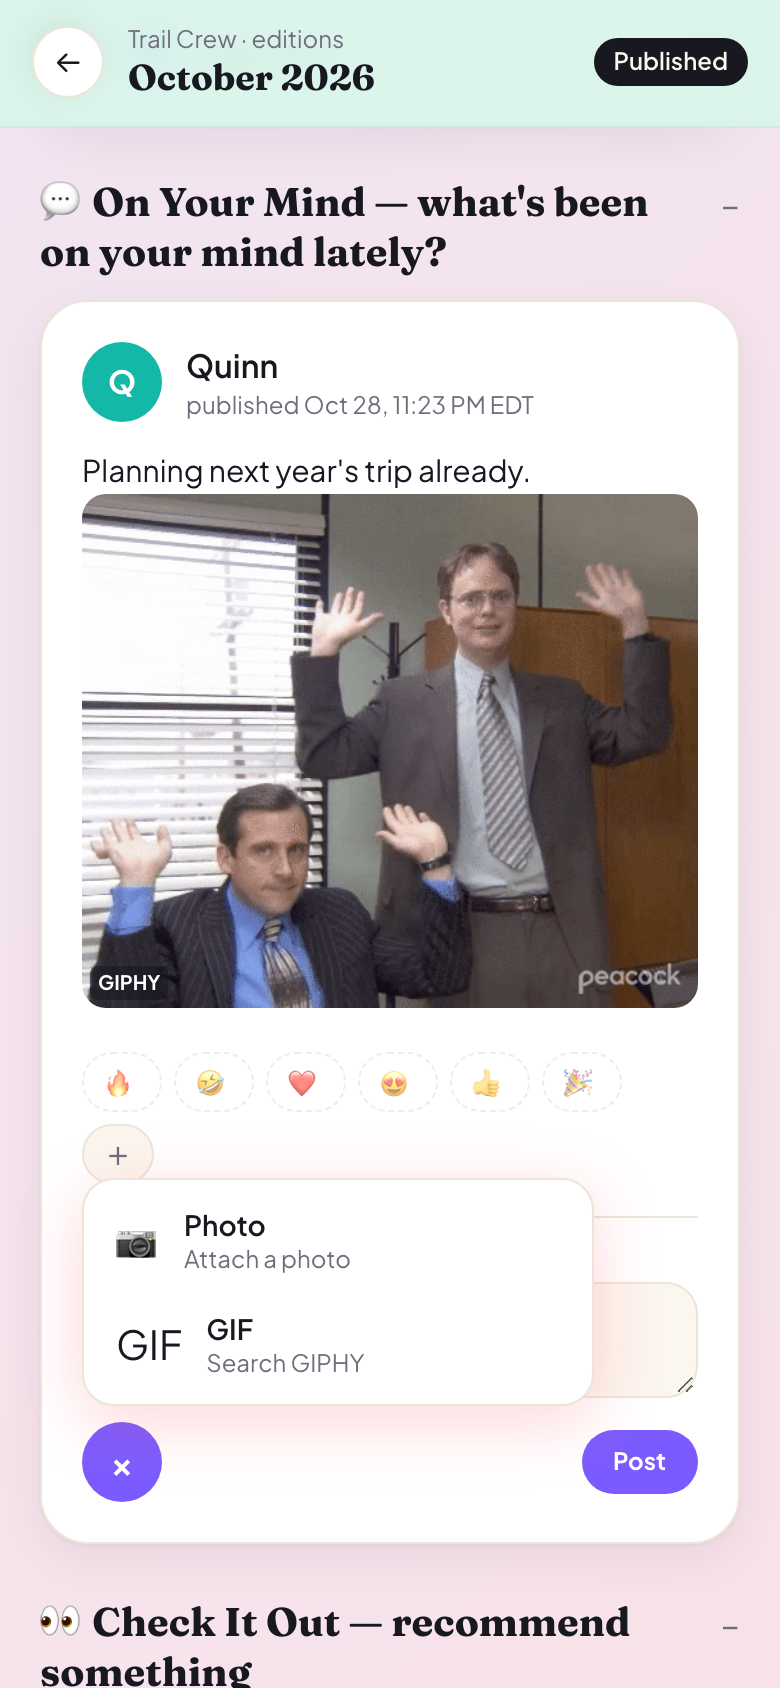 Trail Crew · editions
October 2026
Published
💬 On Your Mind — what's been
on your mind lately?
–
Q
Quinn
published Oct 28, 11:23 PM EDT
Planning next year's trip already.
GIPHY
peacock
+
Photo
Attach a photo
GIF
GIF
Search GIPHY
×
Post
👀 Check It Out — recommend
something
–